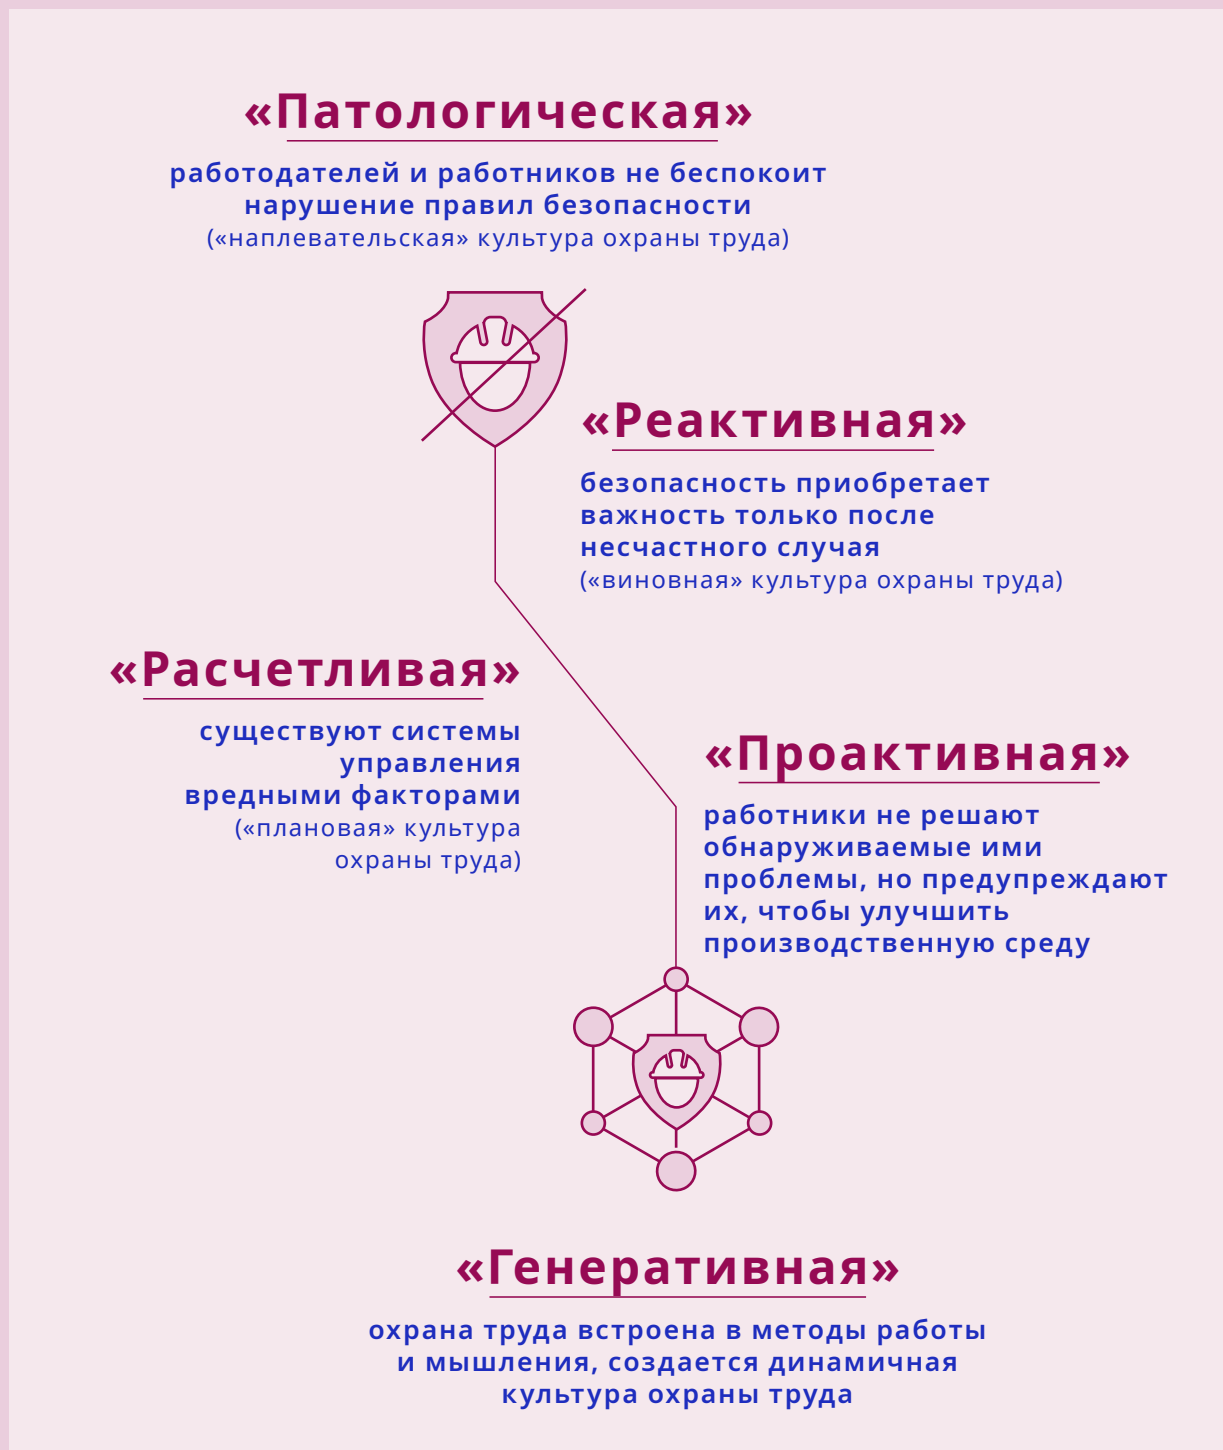 «Патологическая»
работодателей и работников не беспокоит
нарушение правил безопасности
(«наплевательская» культура охраны труда)
«Реактивная»
безопасность приобретает
важность только после
несчастного случая
(«виновная» культура охраны труда)
«Расчетливая»
существуют системы
управления
вредными факторами
(«плановая» культура
охраны труда)
«Проактивная»
работники не решают
обнаруживаемые ими
проблемы, но предупреждают
их, чтобы улучшить
производственную среду
«Генеративная»
охрана труда встроена в методы работы
и мышления, создается динамичная
культура охраны труда